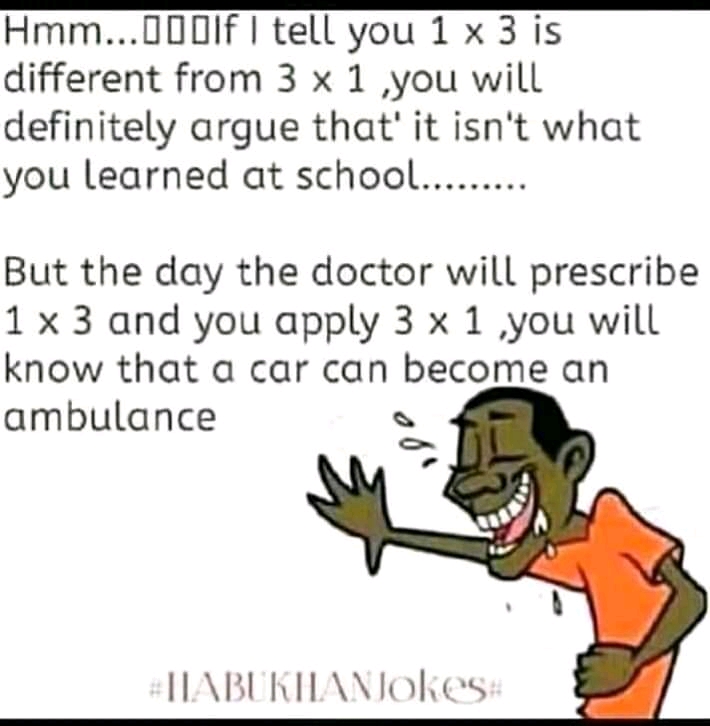 Hmm...▯▯▯If I tell you 1 x 3 is
different from 3 x 1 ,you will
definitely argue that' it isn't what
you learned at school.........
But the day the doctor will prescribe
1 x 3 and you apply 3 x 1 ,you will
know that a car can become an
ambulance
#HABUKHANJokes#